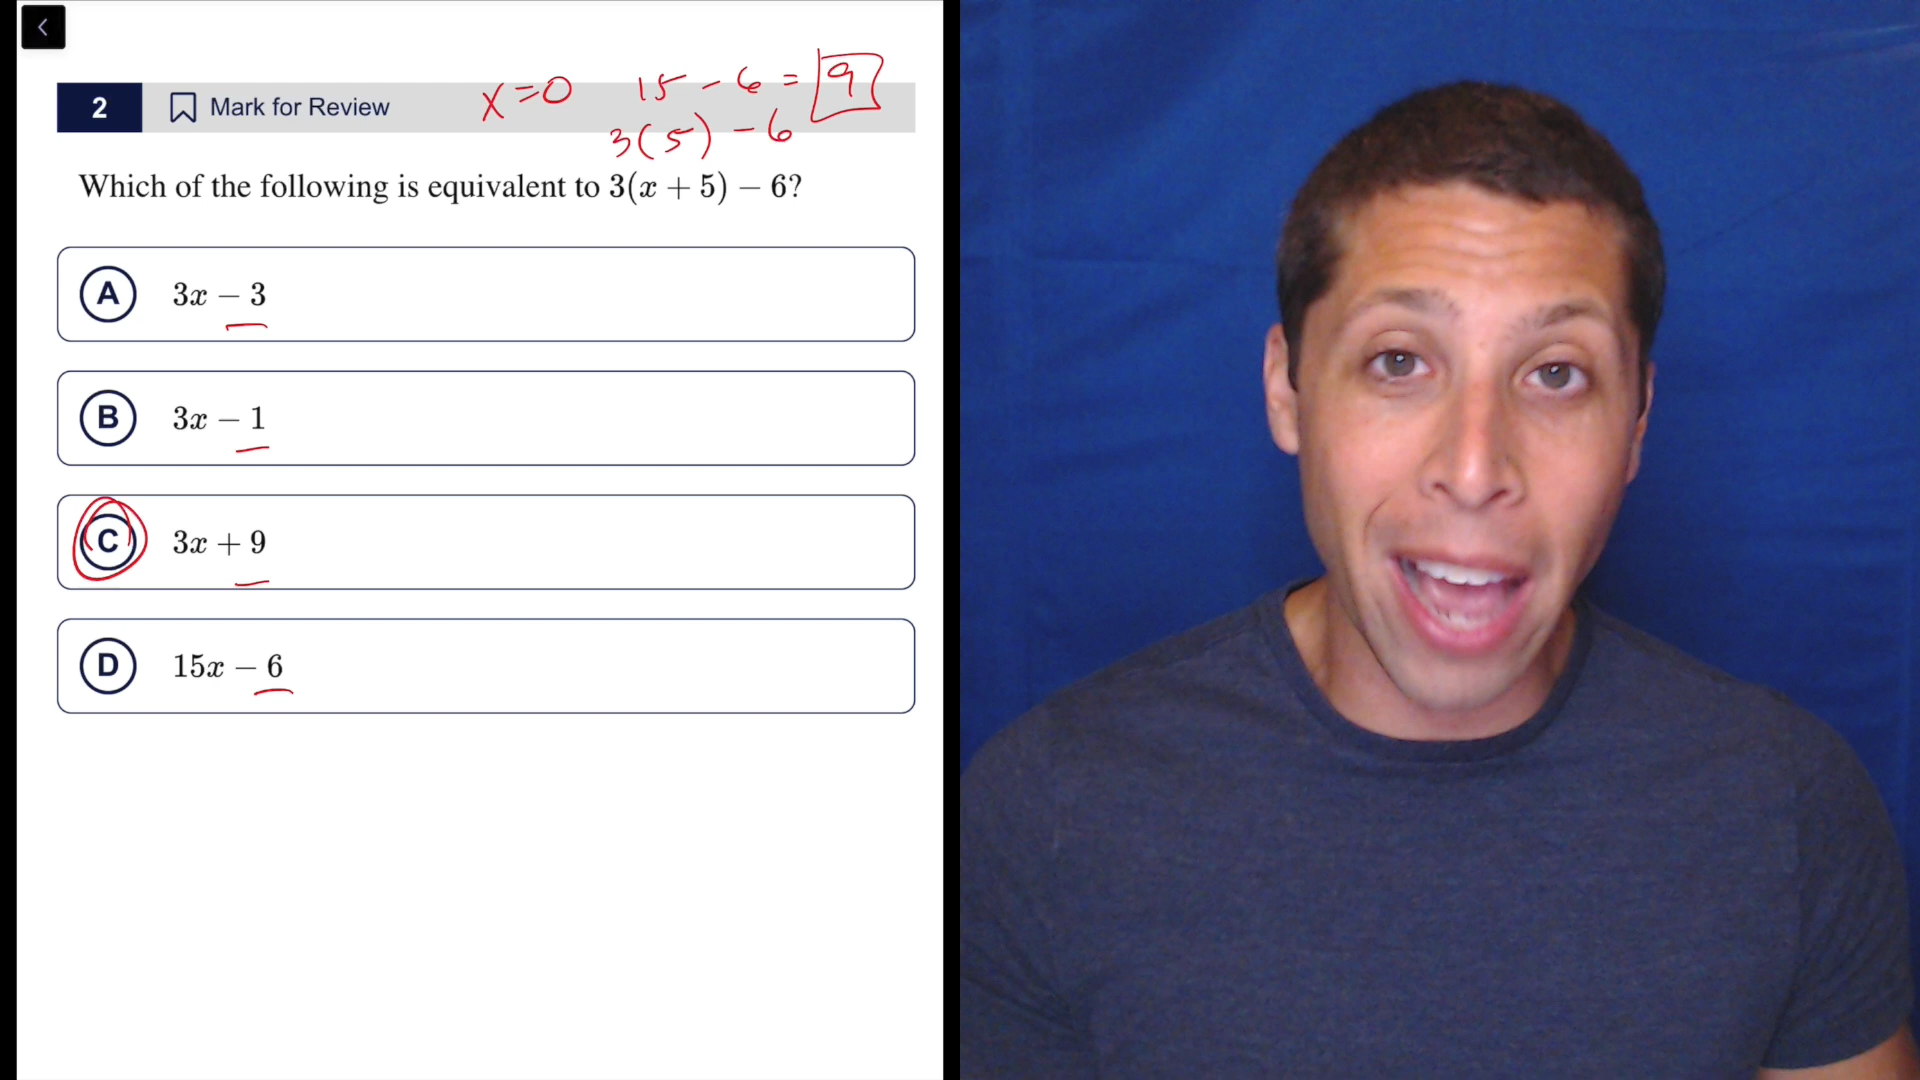 x=0 15 - 6 = 9
2 Mark for Review
3(5) - 6
Which of the following is equivalent to 3(x + 5) − 6?
A 3x − 3
B 3x − 1
C 3x + 9
D 15x − 6